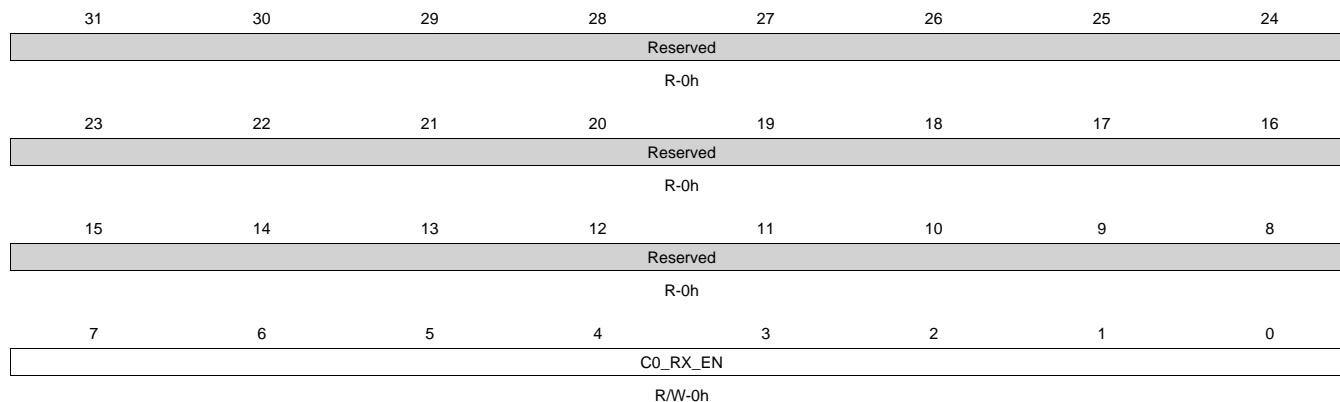 31 30 29 28 27 26 25 24
Reserved
R-0h
23 22 21 20 19 18 17 16
Reserved
R-0h
15 14 13 12 11 10 9 8
Reserved
R-0h
7 6 5 4 3 2 1 0
C0_RX_EN
R/W-0h